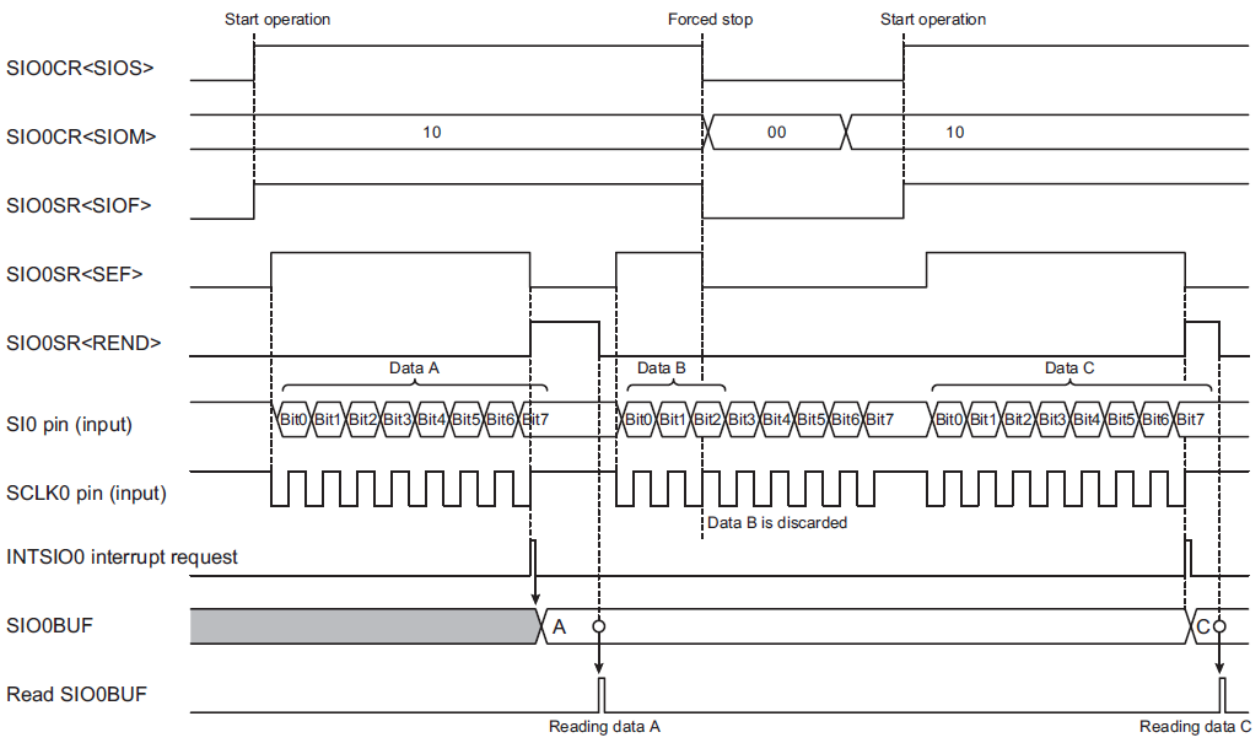 Start operation Forced stop Start operation
SIO0CR<SIOS>
SIO0CR<SIOM> 10 00 10
SIO0SR<SIOF>
SIO0SR<SEF>
SIO0SR<REND>
Data A Data B Data C
SI0 pin (input) Bit0 Bit1 Bit2 Bit3 Bit4 Bit5 Bit6 Bit7 Bit0 Bit1 Bit2 Bit3 Bit4 Bit5 Bit6 Bit7 Bit0 Bit1 Bit2 Bit3 Bit4 Bit5 Bit6 Bit7
SCLK0 pin (input)
Data B is discarded
INTSIO0 interrupt request
SIO0BUF A C
Read SIO0BUF
Reading data A Reading data C